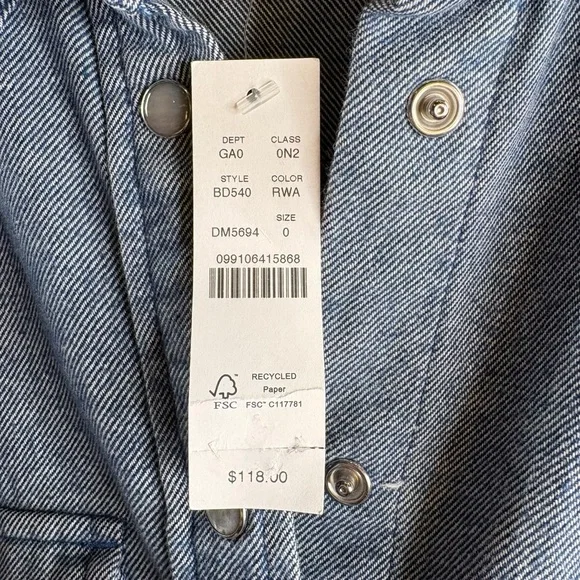 DEPT CLASS
GA0 0N2
STYLE COLOR
BD540 RWA
SIZE
DM5694 0
099106415868
RECYCLED
Paper
FSC FSC® C117781
$118.00